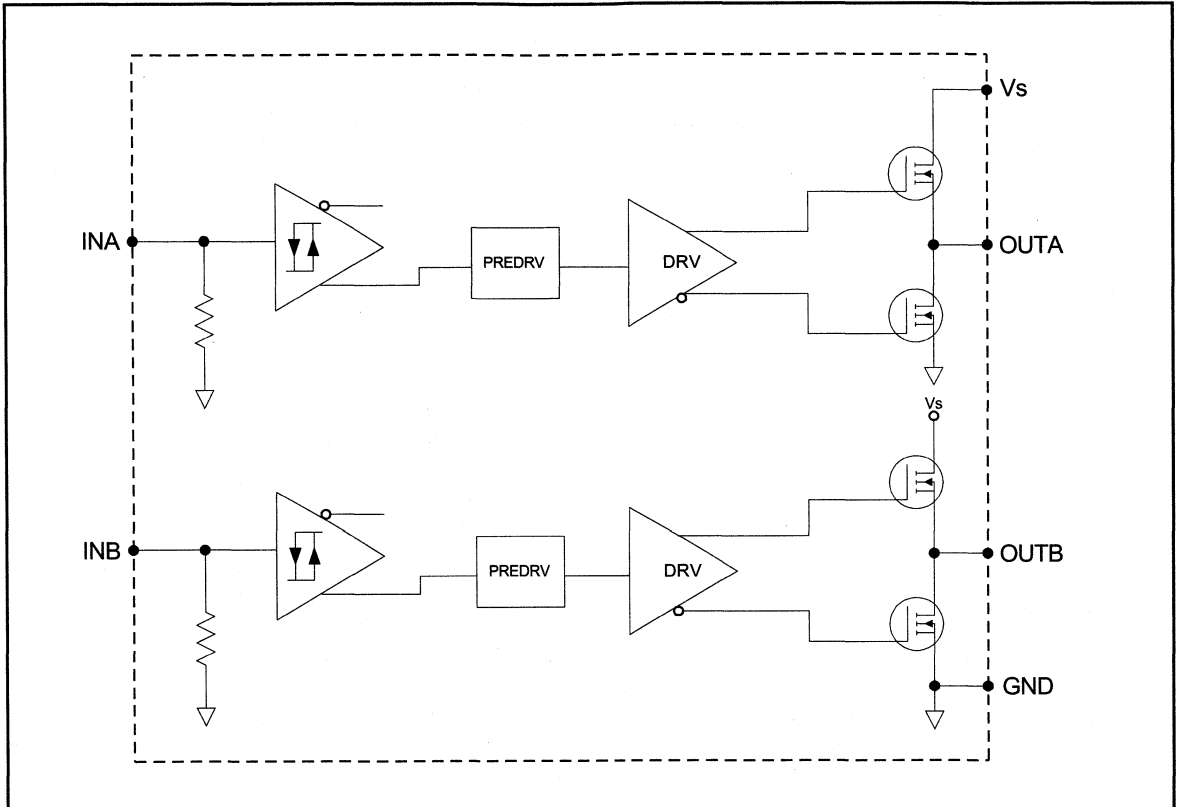 Vs
INA
PREDRV
DRV
OUTA
Vs
INB
PREDRV
DRV
OUTB
GND